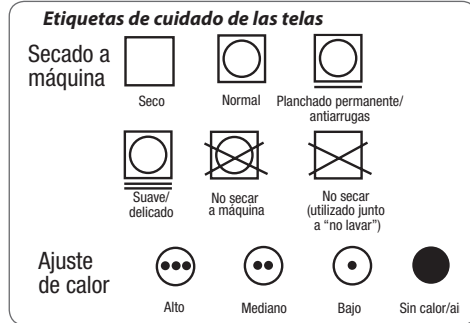 Etiquetas de cuidado de las telas
Secado a
máquina
Seco
Normal
Planchado permanente/
antiarrugas
Suave/
delicado
No secar
a máquina
No secar
(utilizado junto
a “no lavar”)
Ajuste
de calor
Alto
Mediano
Bajo
Sin calor/ai